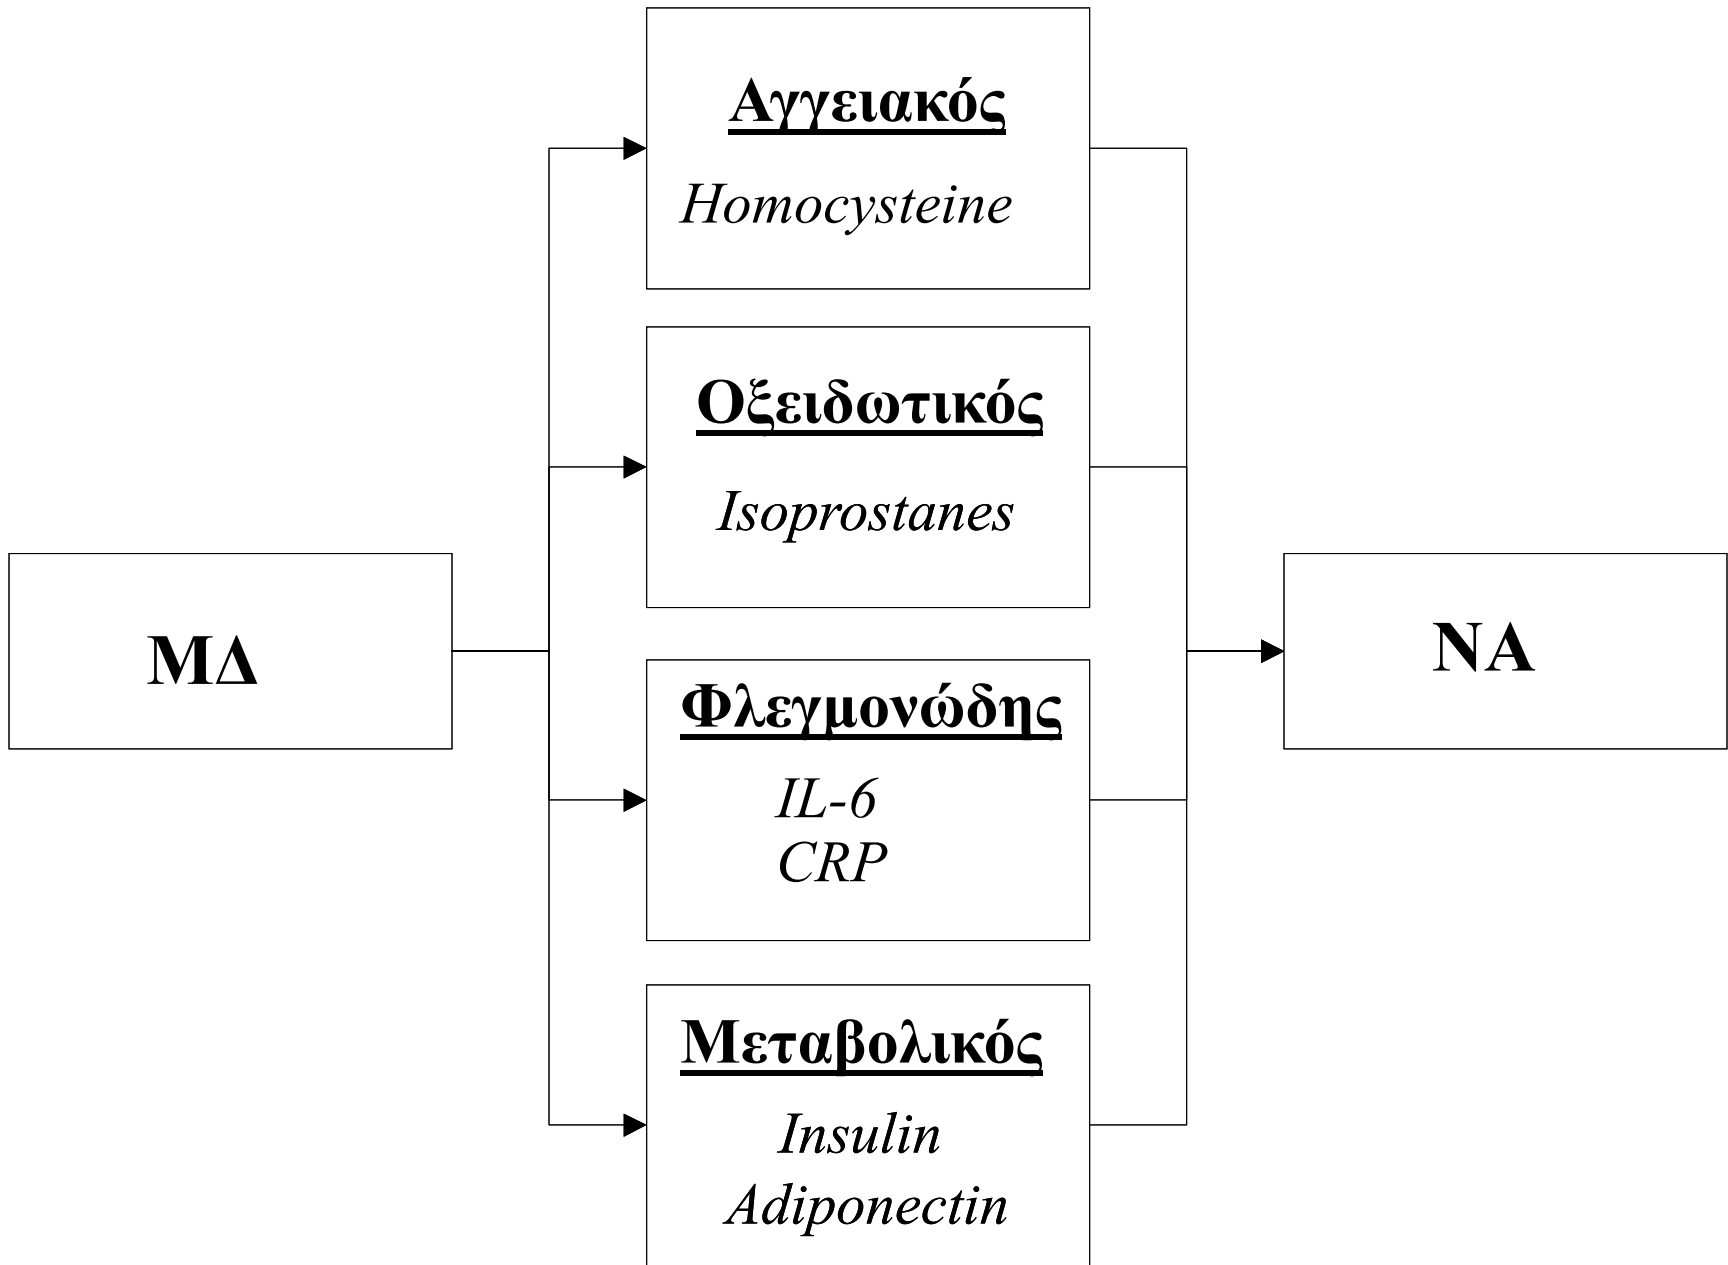 Αγγειακός
Homocysteine
Οξειδωτικός
Isoprostanes
ΜΔ
ΝΑ
Φλεγμονώδης
IL-6
CRP
Μεταβολικός
Insulin
Adiponectin